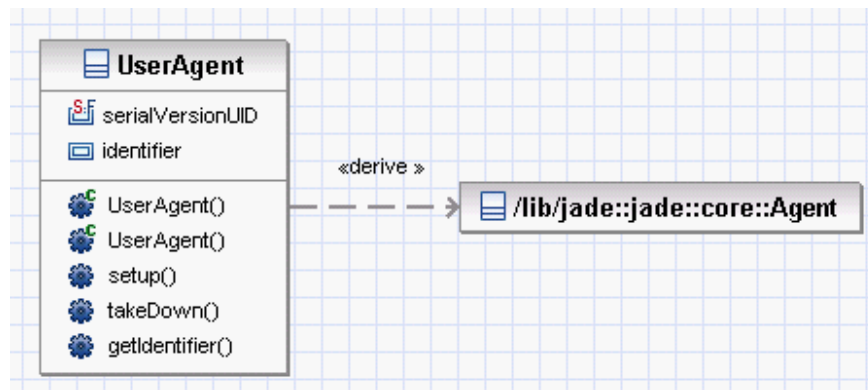 UserAgent
serialVersionUID
identifier
UserAgent()
UserAgent()
setup()
takeDown()
getIdentifier()
«derive »
/lib/jade::jade::core::Agent